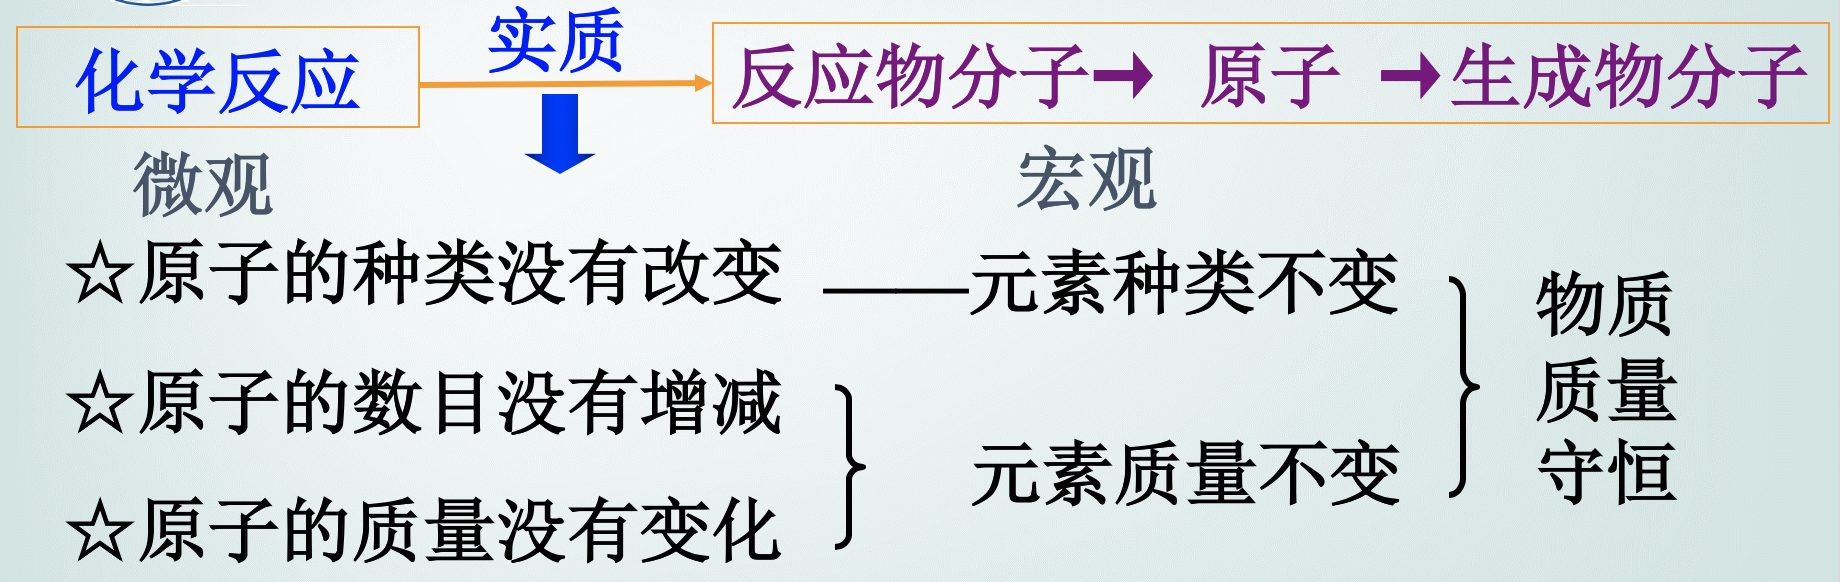 化学反应 实质 反应物分子→ 原子 →生成物分子
微观 宏观
☆原子的种类没有改变 ——元素种类不变
☆原子的数目没有增减
☆原子的质量没有变化
元素质量不变
物质
质量
守恒